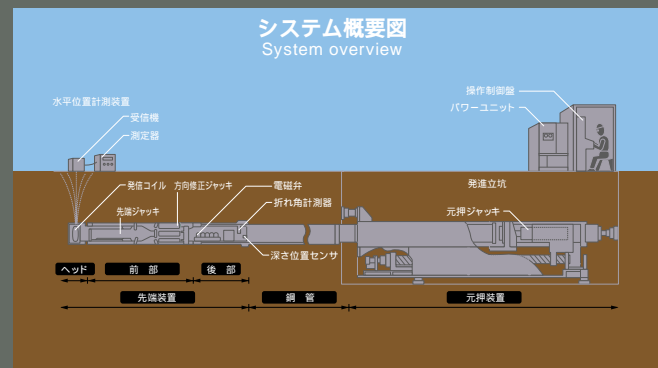 システム概要図
System overview
水平位置計測装置
受信機
測定器
操作制御盤
パワーユニット
発信コイル
方向修正ジャッキ
電磁弁
折れ角計測器
先端ジャッキ
深さ位置センサ
発進立坑
元押ジャッキ
ヘッド
前 部
後 部
先端装置
鋼 管
元押装置